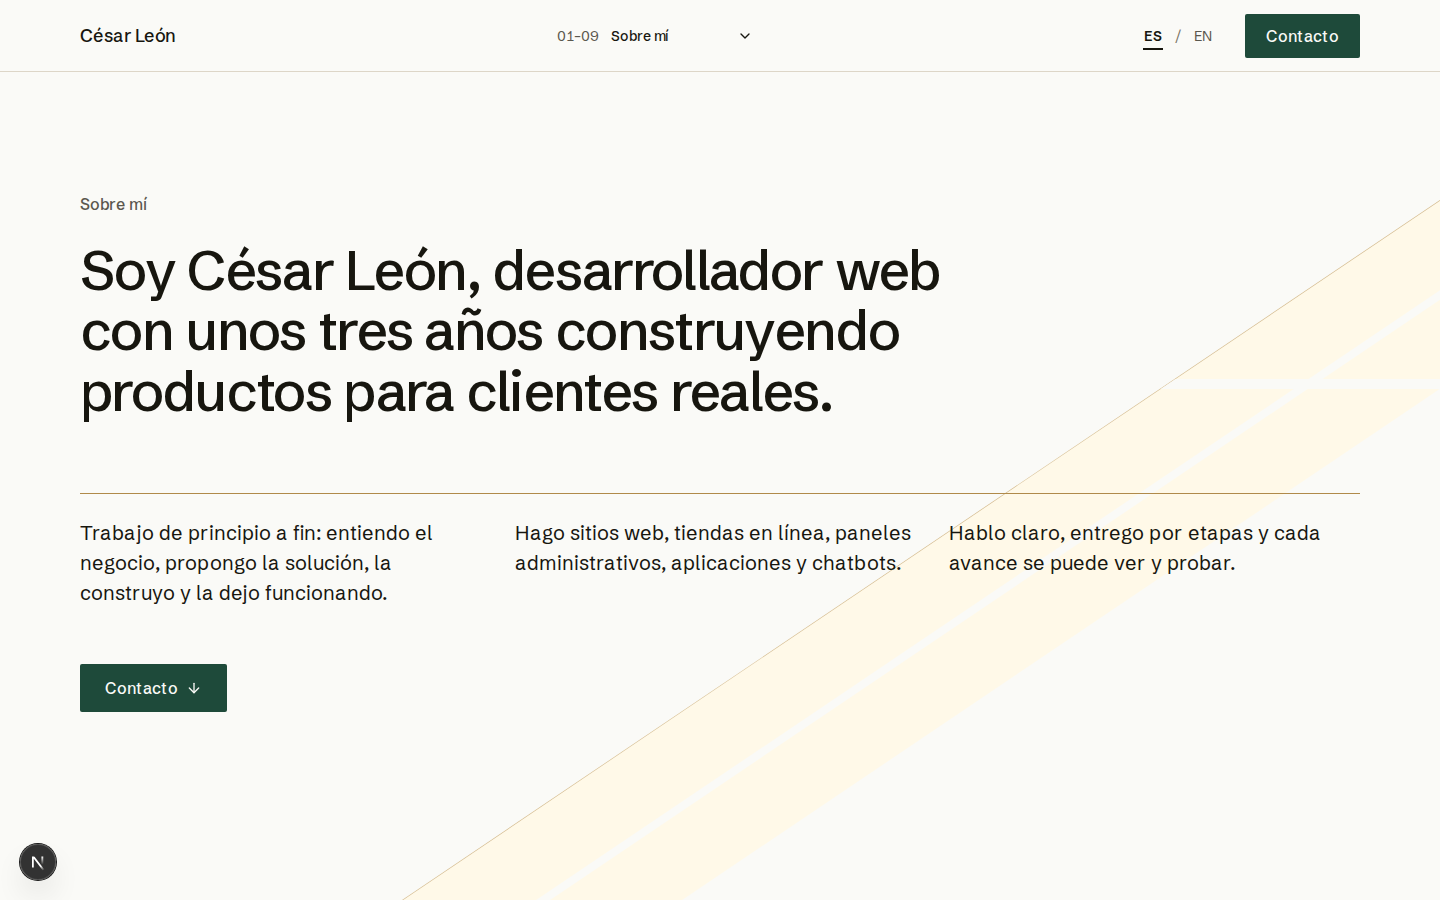 César León
01–09 Sobre mí
ES / EN
Contacto
Sobre mí
Soy César León, desarrollador web
con unos tres años construyendo
productos para clientes reales.
Trabajo de principio a fin: entiendo el
negocio, propongo la solución, la
construyo y la dejo funcionando.
Hago sitios web, tiendas en línea, paneles
administrativos, aplicaciones y chatbots.
Hablo claro, entrego por etapas y cada
avance se puede ver y probar.
Contacto ↓
N